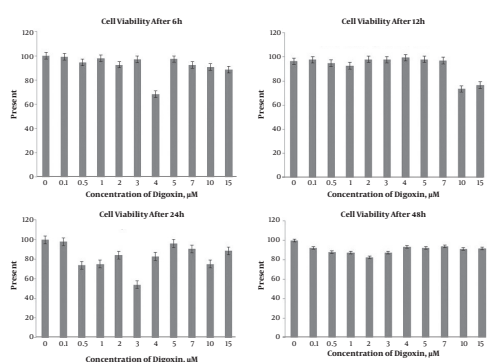 Cell Viability After 6h
120
100
80
60
40
20
0
Present
0 0.1 0.5 1 2 3 4 5 7 10 15
Concentration of Digoxin, µM
Cell Viability After 12h
120
100
80
60
40
20
0
Present
0 0.1 0.5 1 2 3 4 5 7 10 15
Concentration of Digoxin, µM
Cell Viability After 24h
120
100
80
60
40
20
0
Present
0 0.1 0.5 1 2 3 4 5 7 10 15
Concentration of Digoxin, µM
Cell Viability After 48h
120
100
80
60
40
20
0
Present
0 0.1 0.5 1 2 3 4 5 7 10 15
Concentration of Digoxin, µM